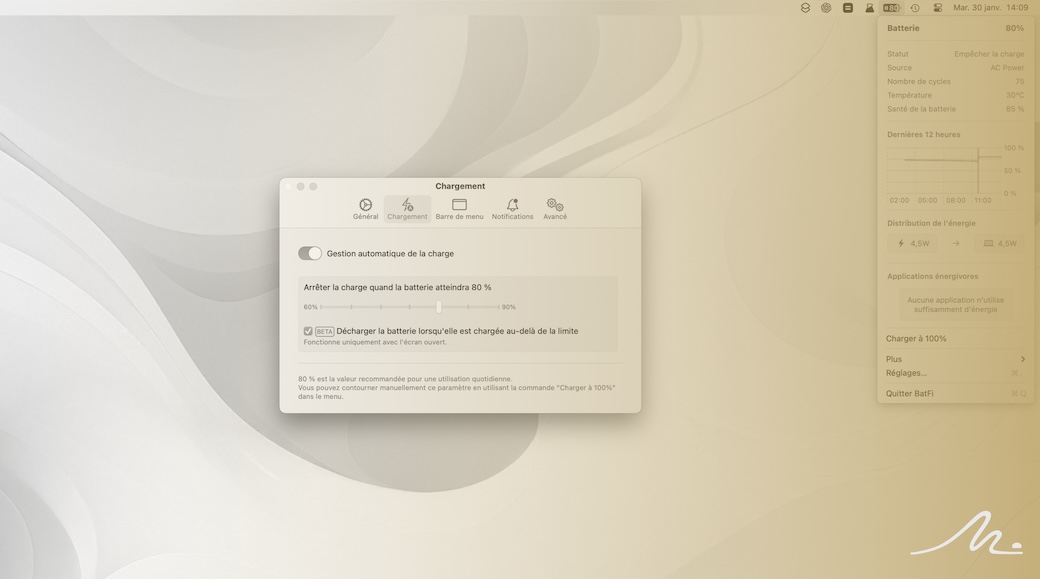 Mar. 30 janv. 14:09
Batterie 80%
Statut Empêcher la charge
Source AC Power
Nombre de cycles 75
Température 30°C
Santé de la batterie 85 %
Dernières 12 heures
100 %
50 %
0 %
02:00 05:00 08:00 11:00
Distribution de l'énergie
4,5W → 4,5W
Applications énergivores
Aucune application n'utilise
suffisamment d'énergie
Charger à 100%
Plus
Réglages...
Quitter BatFi ⌘ Q
Chargement
Général Chargement Barre de menu Notifications Avancé
Gestion automatique de la charge
Arrêter la charge quand la batterie atteindra 80 %
60% 90%
BETA Décharger la batterie lorsqu'elle est chargée au-delà de la limite
Fonctionne uniquement avec l'écran ouvert.
80 % est la valeur recommandée pour une utilisation quotidienne.
Vous pouvez contourner manuellement ce paramètre en utilisant la commande "Charger à 100%"
dans le menu.